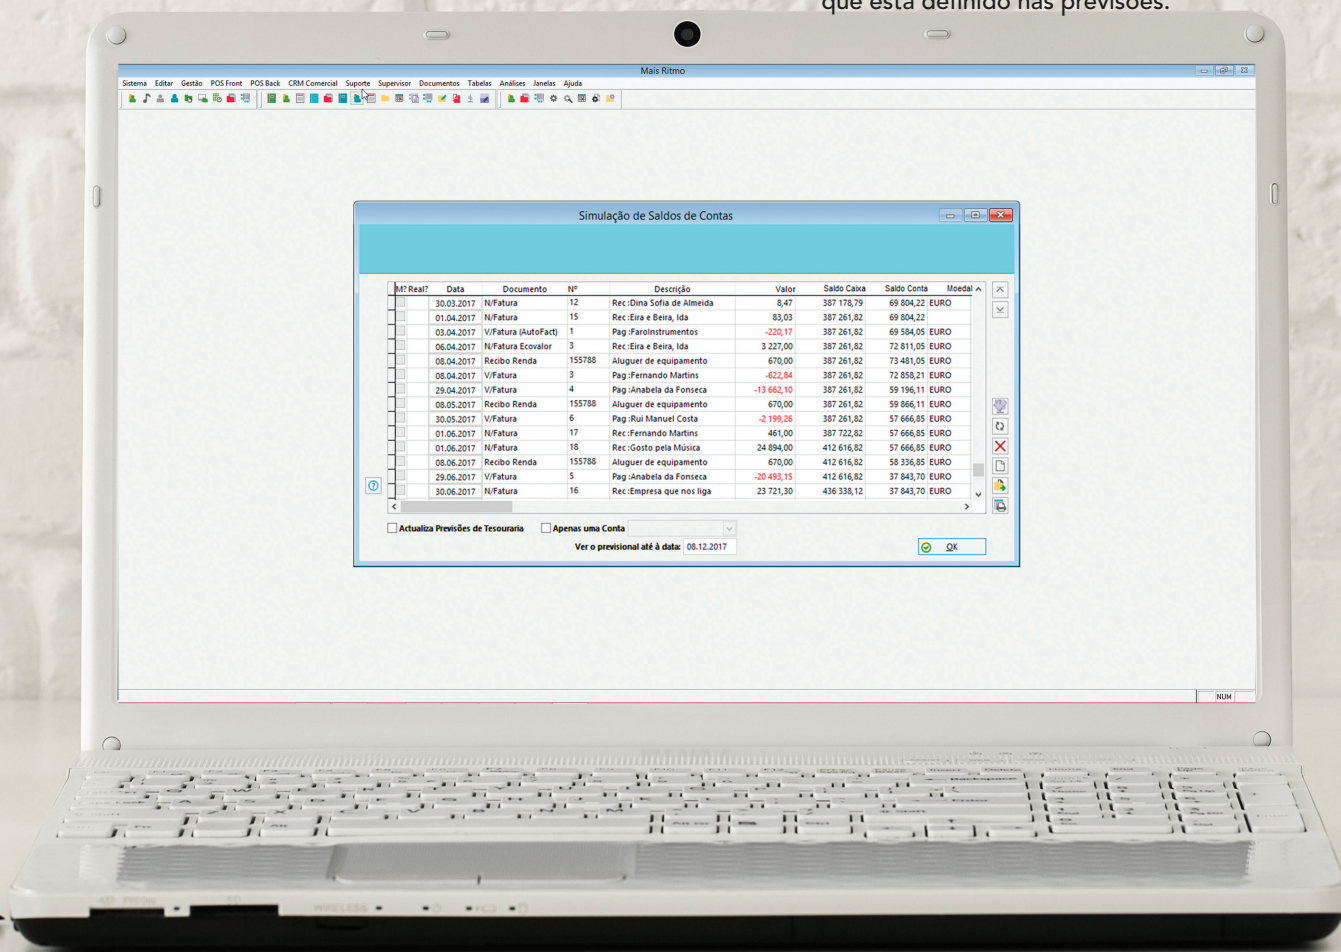 que está definido nas previsões.
Mais Ritmo
Sistema Editar Gestão POS Front POS Back CRM Comercial Suporte Supervisor Documentos Tabelas Análises Janelas Ajuda
Simulação de Saldos de Contas
M? Real? Data Documento Nº Descrição Valor Saldo Caixa Saldo Conta Moedal
30.03.2017 N/Fatura 12 Rec :Dina Sofia de Almeida 8,47 387 178,79 69 804,22 EURO
01.04.2017 N/Fatura 15 Rec :Eira e Beira, lda 83,03 387 261,82 69 804,22
03.04.2017 V/Fatura (AutoFact) 1 Pag :FaroInstrumentos -220,17 387 261,82 69 584,05 EURO
06.04.2017 N/Fatura Ecovalor 3 Rec :Eira e Beira, lda 3 227,00 387 261,82 72 811,05 EURO
08.04.2017 Recibo Renda 155788 Aluguer de equipamento 670,00 387 261,82 73 481,05 EURO
08.04.2017 V/Fatura 3 Pag :Fernando Martins -622,84 387 261,82 72 858,21 EURO
29.04.2017 V/Fatura 4 Pag :Anabela da Fonseca -13 662,10 387 261,82 59 196,11 EURO
08.05.2017 Recibo Renda 155788 Aluguer de equipamento 670,00 387 261,82 59 866,11 EURO
30.05.2017 V/Fatura 6 Pag :Rui Manuel Costa -2 199,26 387 261,82 57 666,85 EURO
01.06.2017 N/Fatura 17 Rec :Fernando Martins 461,00 387 722,82 57 666,85 EURO
01.06.2017 N/Fatura 18 Rec :Gosto pela Música 24 894,00 412 616,82 57 666,85 EURO
08.06.2017 Recibo Renda 155788 Aluguer de equipamento 670,00 412 616,82 58 336,85 EURO
29.06.2017 V/Fatura 5 Pag :Anabela da Fonseca -20 493,15 412 616,82 37 843,70 EURO
30.06.2017 N/Fatura 16 Rec :Empresa que nos liga 23 721,30 436 338,12 37 843,70 EURO
Actualiza Previsões de Tesouraria Apenas uma Conta
Ver o previsional até à data: 08.12.2017 OK
NUM
WIRELESS